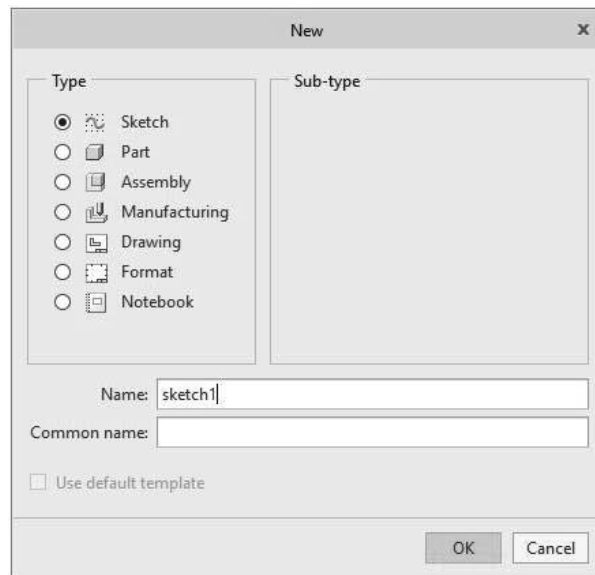 New
Type
Sub-type
Sketch
Part
Assembly
Manufacturing
Drawing
Format
Notebook
Name: sketch1
Common name:
Use default template
OK Cancel